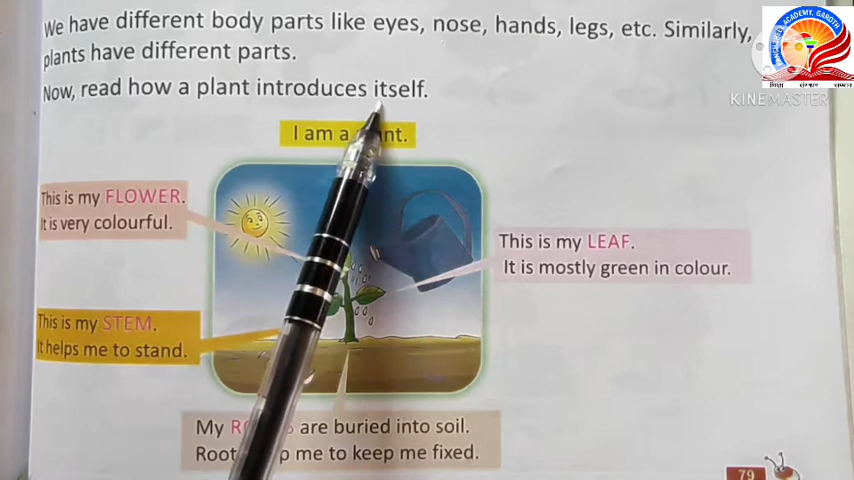 We have different body parts like eyes, nose, hands, legs, etc. Similarly,
plants have different parts.
Now, read how a plant introduces itself.
I am a
This is my FLOWER.
It is very colourful.
This is my LEAF.
It is mostly green in colour.
This is my STEM.
It helps me to stand.
My are buried into soil.
me to keep me fixed.
79
KINEMASTER
शिक्षा संस्कार सफलता